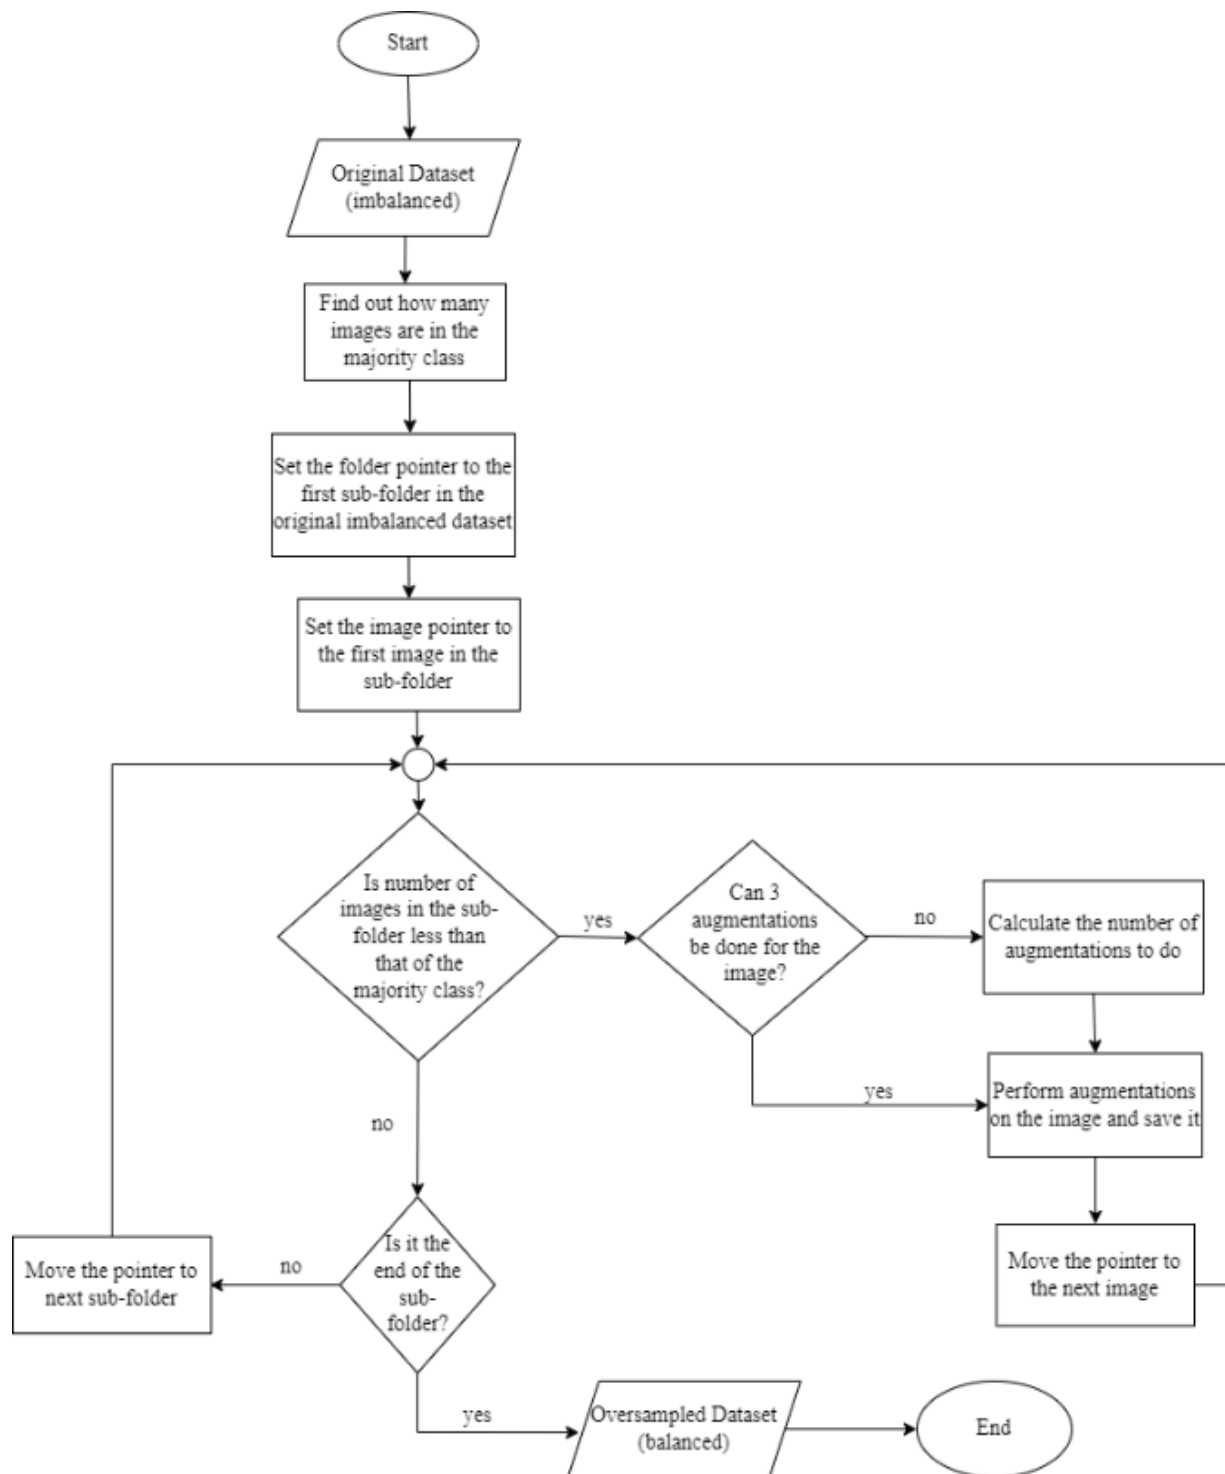 Start
Original Dataset
(imbalanced)
Find out how many
images are in the
majority class
Set the folder pointer to the
first sub-folder in the
original imbalanced dataset
Set the image pointer to
the first image in the
sub-folder
Is number of
images in the sub-
folder less than
that of the
majority class?
yes
Can 3
augmentations
be done for the
image?
no
Calculate the number of
augmentations to do
yes
Perform augmentations
on the image and save it
Move the pointer to
the next image
no
Is it the
end of the
sub-
folder?
no
Move the pointer to
next sub-folder
yes
Oversampled Dataset
(balanced)
End